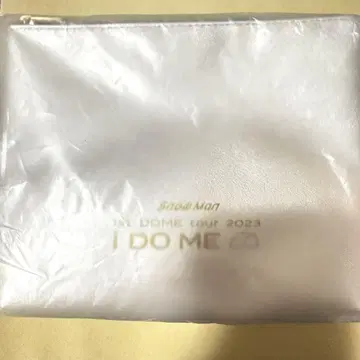 Snow Man
1st DOME tour 2023
i DO ME